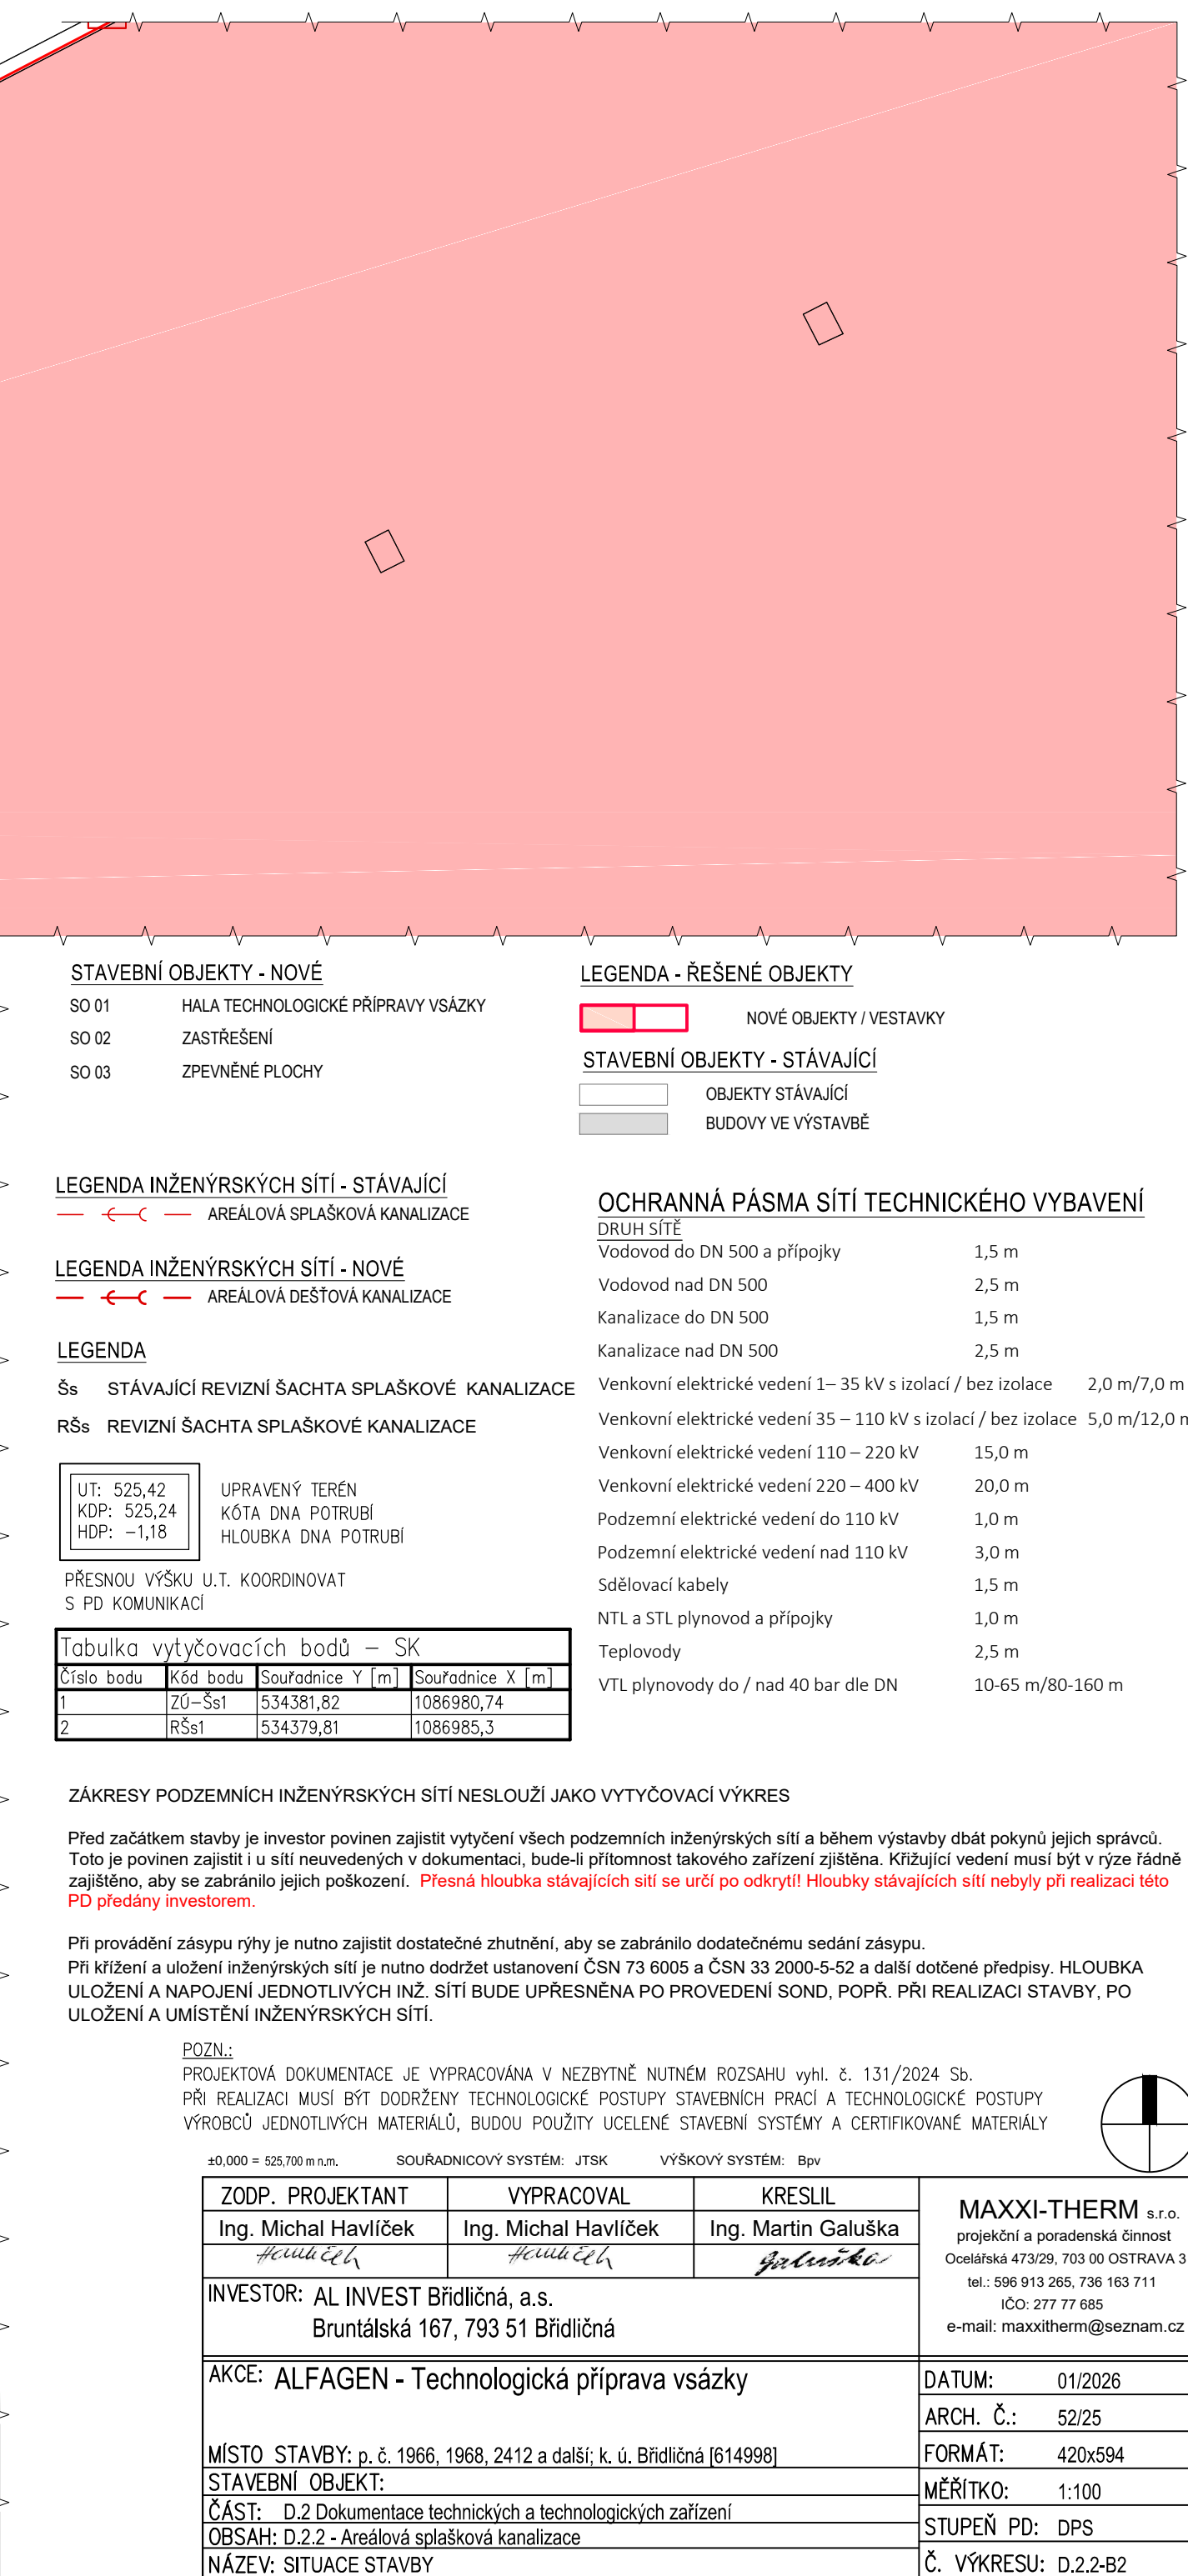 STAVEBNÍ OBJEKTY - NOVÉ
SO 01 HALA TECHNOLOGICKÉ PŘÍPRAVY VSÁZKY
SO 02 ZASTŘEŠENÍ
SO 03 ZPEVNĚNÉ PLOCHY
LEGENDA - ŘEŠENÉ OBJEKTY
NOVÉ OBJEKTY / VESTAVKY
STAVEBNÍ OBJEKTY - STÁVAJÍCÍ
OBJEKTY STÁVAJÍCÍ
BUDOVY VE VÝSTAVBĚ
LEGENDA INŽENÝRSKÝCH SÍTÍ - STÁVAJÍCÍ
AREÁLOVÁ SPLAŠKOVÁ KANALIZACE
LEGENDA INŽENÝRSKÝCH SÍTÍ - NOVÉ
AREÁLOVÁ DEŠŤOVÁ KANALIZACE
LEGENDA
Šs STÁVAJÍCÍ REVIZNÍ ŠACHTA SPLAŠKOVÉ KANALIZACE
RŠs REVIZNÍ ŠACHTA SPLAŠKOVÉ KANALIZACE
UT: 525,42 UPRAVENÝ TERÉN
KDP: 525,24 KÓTA DNA POTRUBÍ
HDP: -1,18 HLOUBKA DNA POTRUBÍ
PŘESNOU VÝŠKU U.T. KOORDINOVAT
S PD KOMUNIKACÍ
Tabulka vytyčovacích bodů – SK
Číslo bodu Kód bodu Souřadnice Y [m] Souřadnice X [m]
1 ZÚ-Šs1 534381,82 1086980,74
2 RŠs1 534379,81 1086985,3
OCHRANNÁ PÁSMA SÍTÍ TECHNICKÉHO VYBAVENÍ
DRUH SÍTĚ
Vodovod do DN 500 a přípojky 1,5 m
Vodovod nad DN 500 2,5 m
Kanalizace do DN 500 1,5 m
Kanalizace nad DN 500 2,5 m
Venkovní elektrické vedení 1– 35 kV s izolací / bez izolace 2,0 m/7,0 m
Venkovní elektrické vedení 35 – 110 kV s izolací / bez izolace 5,0 m/12,0 m
Venkovní elektrické vedení 110 – 220 kV 15,0 m
Venkovní elektrické vedení 220 – 400 kV 20,0 m
Podzemní elektrické vedení do 110 kV 1,0 m
Podzemní elektrické vedení nad 110 kV 3,0 m
Sdělovací kabely 1,5 m
NTL a STL plynovod a přípojky 1,0 m
Teplovody 2,5 m
VTL plynovody do / nad 40 bar dle DN 10-65 m/80-160 m
ZÁKRESY PODZEMNÍCH INŽENÝRSKÝCH SÍTÍ NESLOUŽÍ JAKO VYTYČOVACÍ VÝKRES
Před začátkem stavby je investor povinen zajistit vytyčení všech podzemních inženýrských sítí a během výstavby dbát pokynů jejich správců.
Toto je povinen zajistit i u sítí neuvedených v dokumentaci, bude-li přítomnost takového zařízení zjištěna. Křižující vedení musí být v rýze řádně
zajištěno, aby se zabránilo jejich poškození. Přesná hloubka stávajících sití se určí po odkrytí! Hloubky stávajících sítí nebyly při realizaci této
PD předány investorem.
Při provádění zásypu rýhy je nutno zajistit dostatečné zhutnění, aby se zabránilo dodatečnému sedání zásypu.
Při křížení a uložení inženýrských sítí je nutno dodržet ustanovení ČSN 73 6005 a ČSN 33 2000-5-52 a další dotčené předpisy. HLOUBKA
ULOŽENÍ A NAPOJENÍ JEDNOTLIVÝCH INŽ. SÍTÍ BUDE UPŘESNĚNA PO PROVEDENÍ SOND, POPŘ. PŘI REALIZACI STAVBY, PO
ULOŽENÍ A UMÍSTĚNÍ INŽENÝRSKÝCH SÍTÍ.
POZN.:
PROJEKTOVÁ DOKUMENTACE JE VYPRACOVÁNA V NEZBYTNĚ NUTNÉM ROZSAHU vyhl. č. 131/2024 Sb.
PŘI REALIZACI MUSÍ BÝT DODRŽENY TECHNOLOGICKÉ POSTUPY STAVEBNÍCH PRACÍ A TECHNOLOGICKÉ POSTUPY
VÝROBCŮ JEDNOTLIVÝCH MATERIÁLŮ, BUDOU POUŽITY UCELENÉ STAVEBNÍ SYSTÉMY A CERTIFIKOVANÉ MATERIÁLY
±0,000 = 525,700 m n.m. SOUŘADNICOVÝ SYSTÉM: JTSK VÝŠKOVÝ SYSTÉM: Bpv
ZODP. PROJEKTANT VYPRACOVAL KRESLIL
Ing. Michal Havlíček Ing. Michal Havlíček Ing. Martin Galuška
Havlíček Havlíček Galuška
MAXXI-THERM s.r.o.
projekční a poradenská činnost
Ocelářská 473/29, 703 00 OSTRAVA 3
tel.: 596 913 265, 736 163 711
IČO: 277 77 685
e-mail: maxxitherm@seznam.cz
INVESTOR: AL INVEST Břidličná, a.s.
Bruntálská 167, 793 51 Břidličná
AKCE: ALFAGEN - Technologická příprava vsázky
MÍSTO STAVBY: p. č. 1966, 1968, 2412 a další; k. ú. Břidličná [614998]
STAVEBNÍ OBJEKT:
ČÁST: D.2 Dokumentace technických a technologických zařízení
OBSAH: D.2.2 - Areálová splašková kanalizace
NÁZEV: SITUACE STAVBY
DATUM: 01/2026
ARCH. Č.: 52/25
FORMÁT: 420x594
MĚŘÍTKO: 1:100
STUPEŇ PD: DPS
Č. VÝKRESU: D.2.2-B2